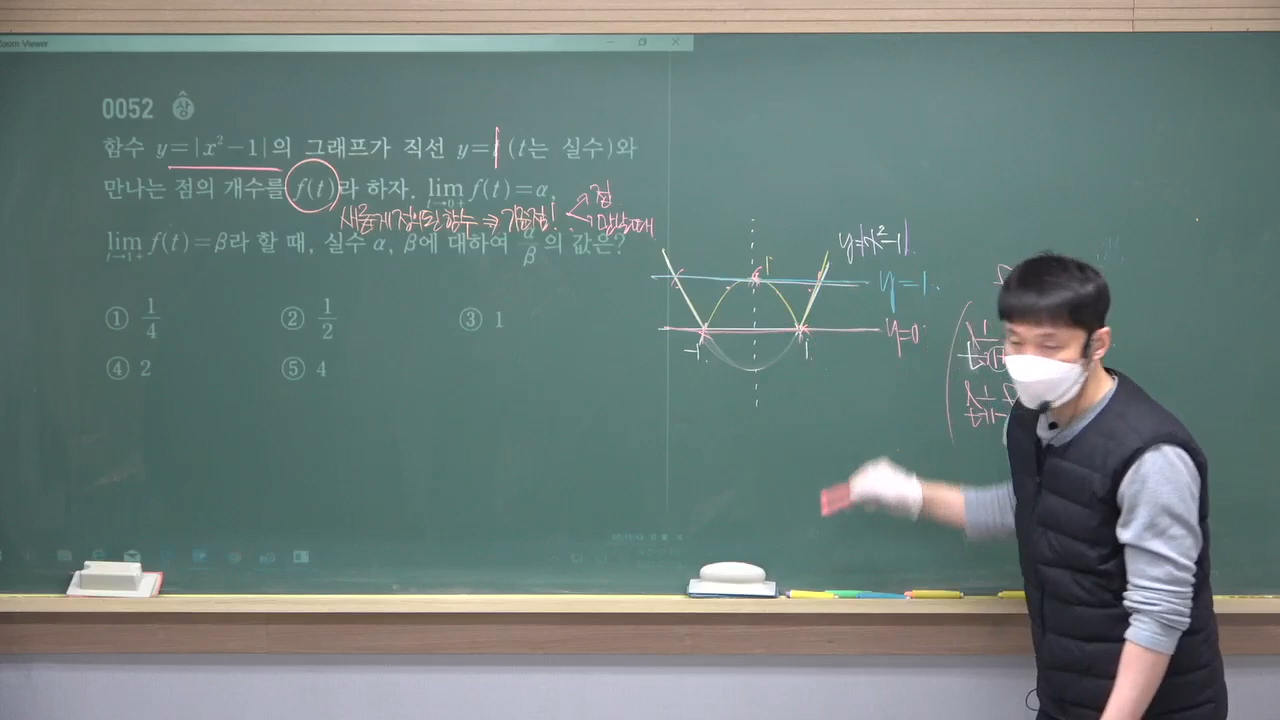 Zoom Viewer
0052 상
함수 y=|x²-1|의 그래프가 직선 y=t (t는 실수)와
만나는 점의 개수를 f(t)라 하자. lim t→0+ f(t)=α,
새롭게 정의된 함수 ⇒ 기준점!
접
만날때
lim t→1- f(t)=β라 할 때, 실수 α, β에 대하여 α/β의 값은?
① 1/4 ② 1/2 ③ 1
④ 2 ⑤ 4
y=|x²-1|
1
y=1
y=0
-1 1